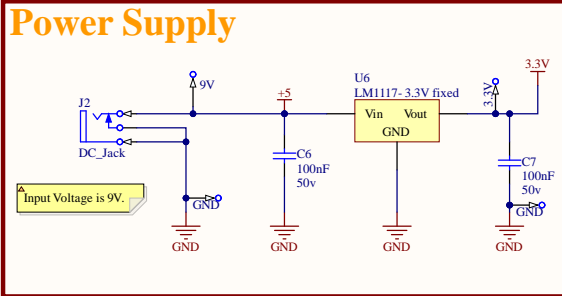 Power Supply
3.3V
9V
U6
LM1117- 3.3V fixed
3.3V
+5
J2
Vin Vout
GND
DC_Jack
C6
100nF
50v
C7
100nF
50v
Input Voltage is 9V.
GND
GND
GND
GND
GND
GND